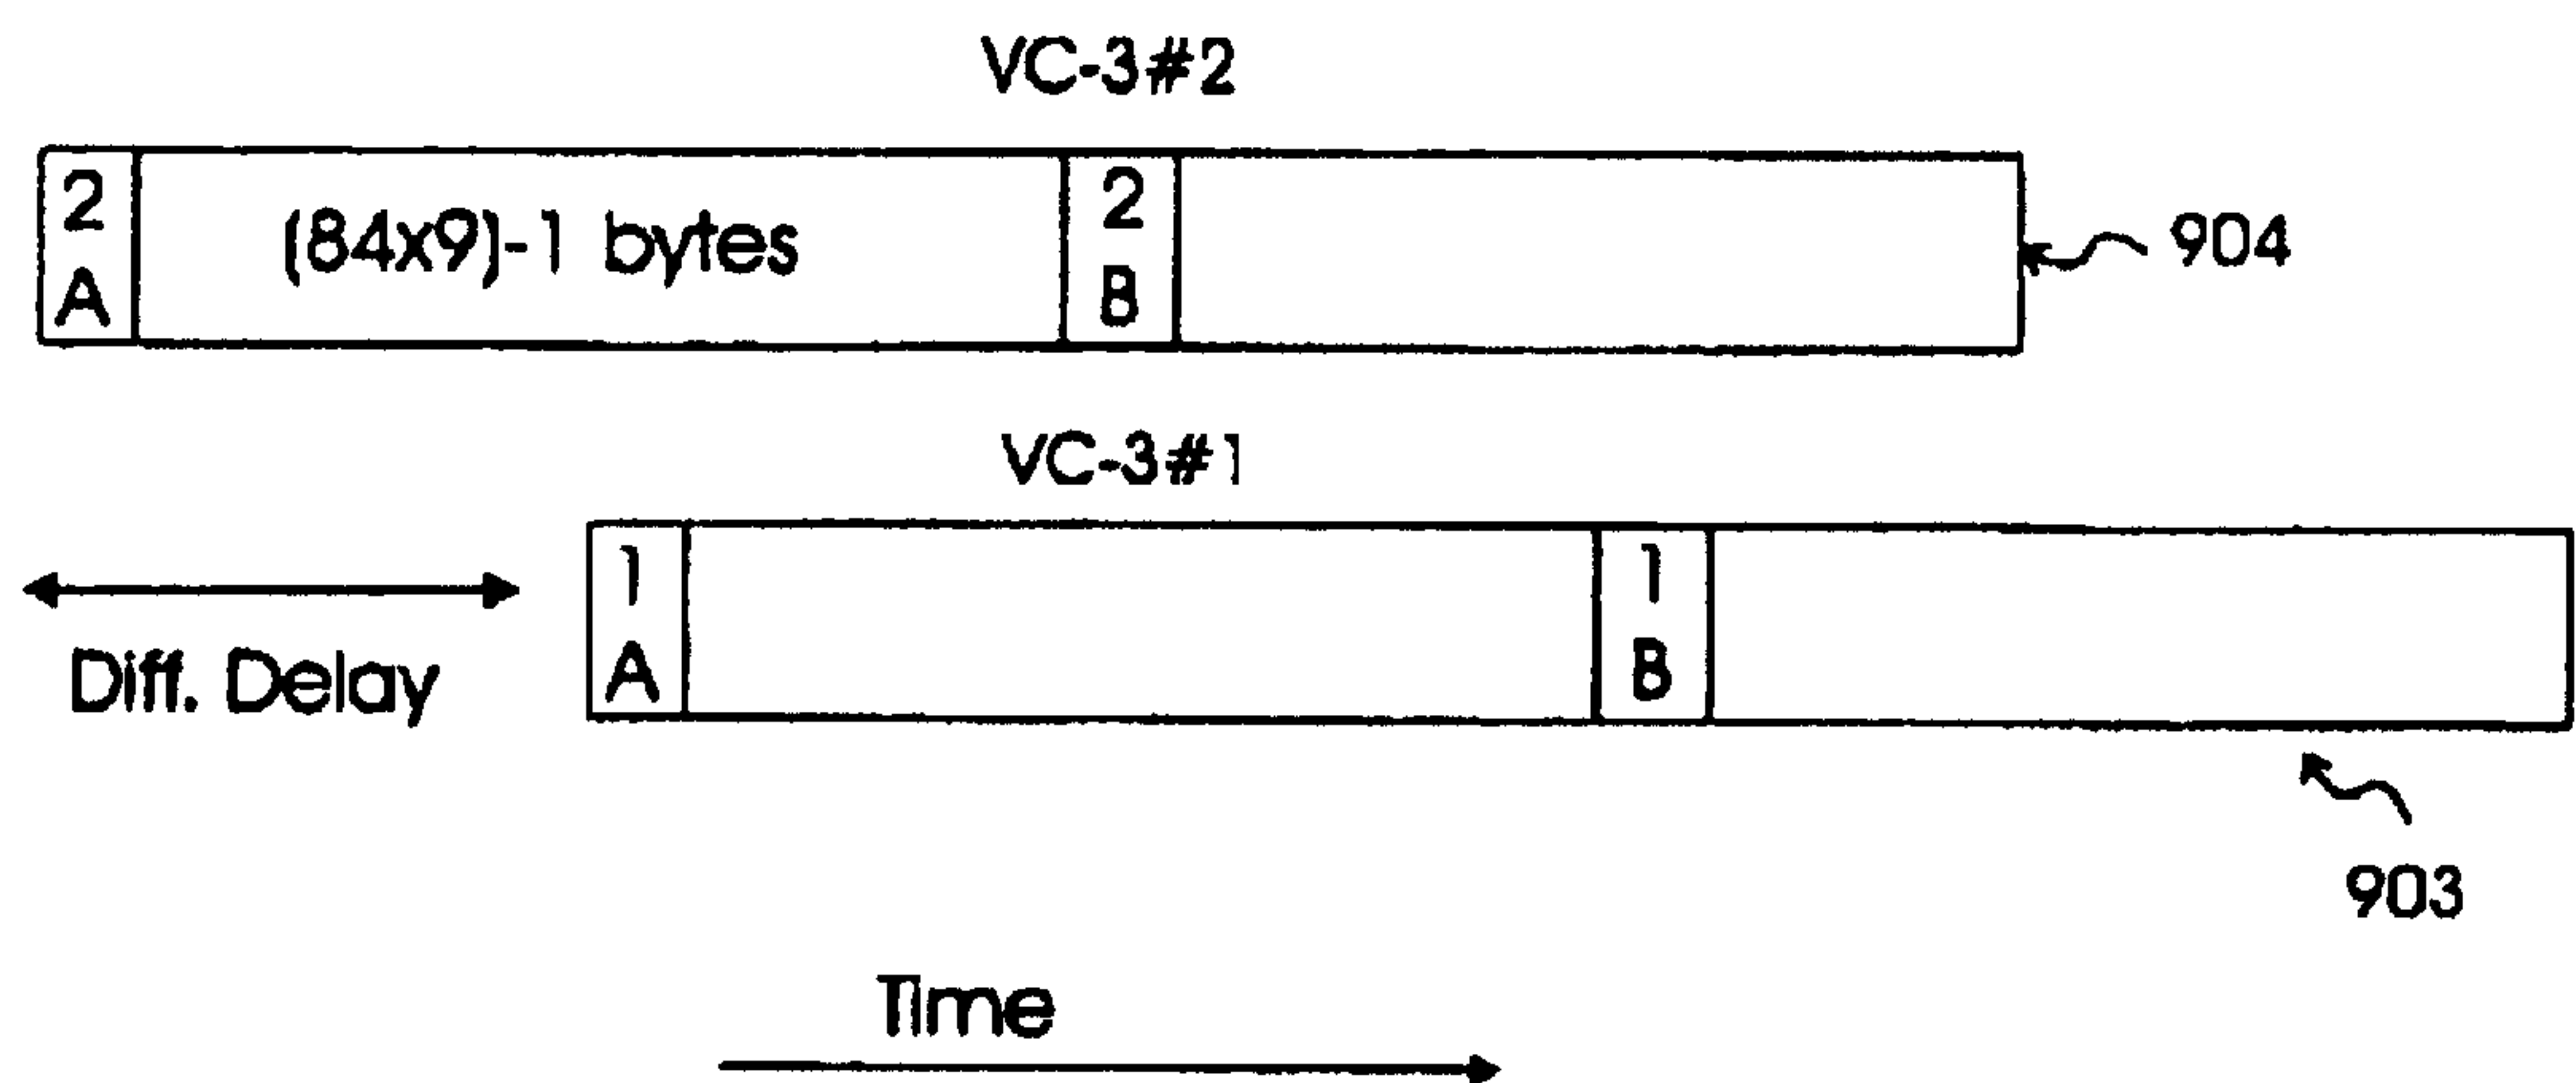 VC-3#2
2
A
(84x9)-1 bytes
2
B
904
VC-3#1
1
A
1
B
Diff. Delay
903
Time